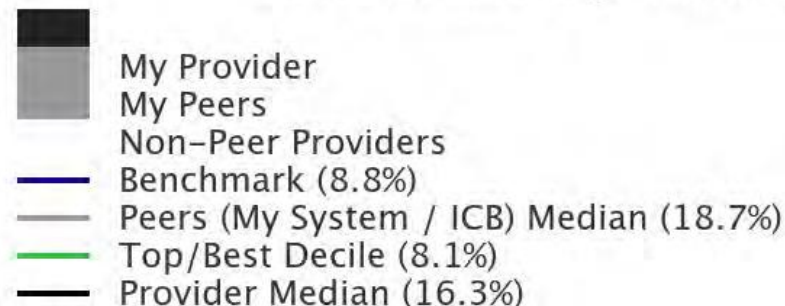 My Provider
My Peers
Non-Peer Providers
Benchmark (8.8%)
Peers (My System / ICB) Median (18.7%)
Top/Best Decile (8.1%)
Provider Median (16.3%)